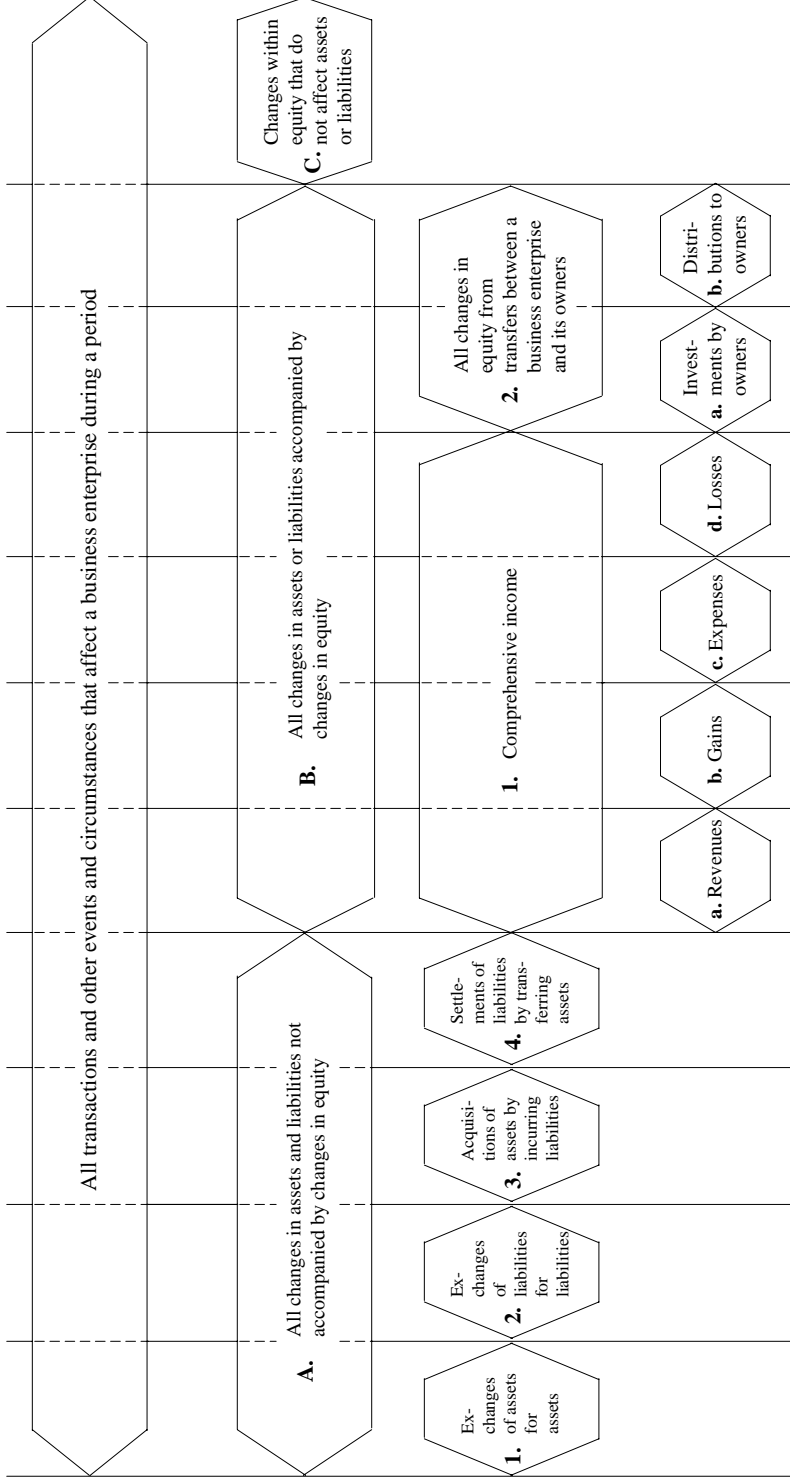 All transactions and other events and circumstances that affect a business enterprise during a period
A. All changes in assets and liabilities not
accompanied by changes in equity
B. All changes in assets or liabilities accompanied by
changes in equity
Changes within
equity that do
C. not affect assets
or liabilities
Ex-
changes
1. of assets
for
assets
Ex-
changes
of
2. liabilities
for
liabilities
Acquisi-
tions of
3. assets by
incurring
liabilities
Settle-
ments of
liabilities
4. by trans-
ferring
assets
1. Comprehensive income
All changes in
equity from
2. transfers between a
business enterprise
and its owners
a. Revenues
b. Gains
c. Expenses
d. Losses
Invest-
a. ments by
owners
Distri-
b. butions to
owners